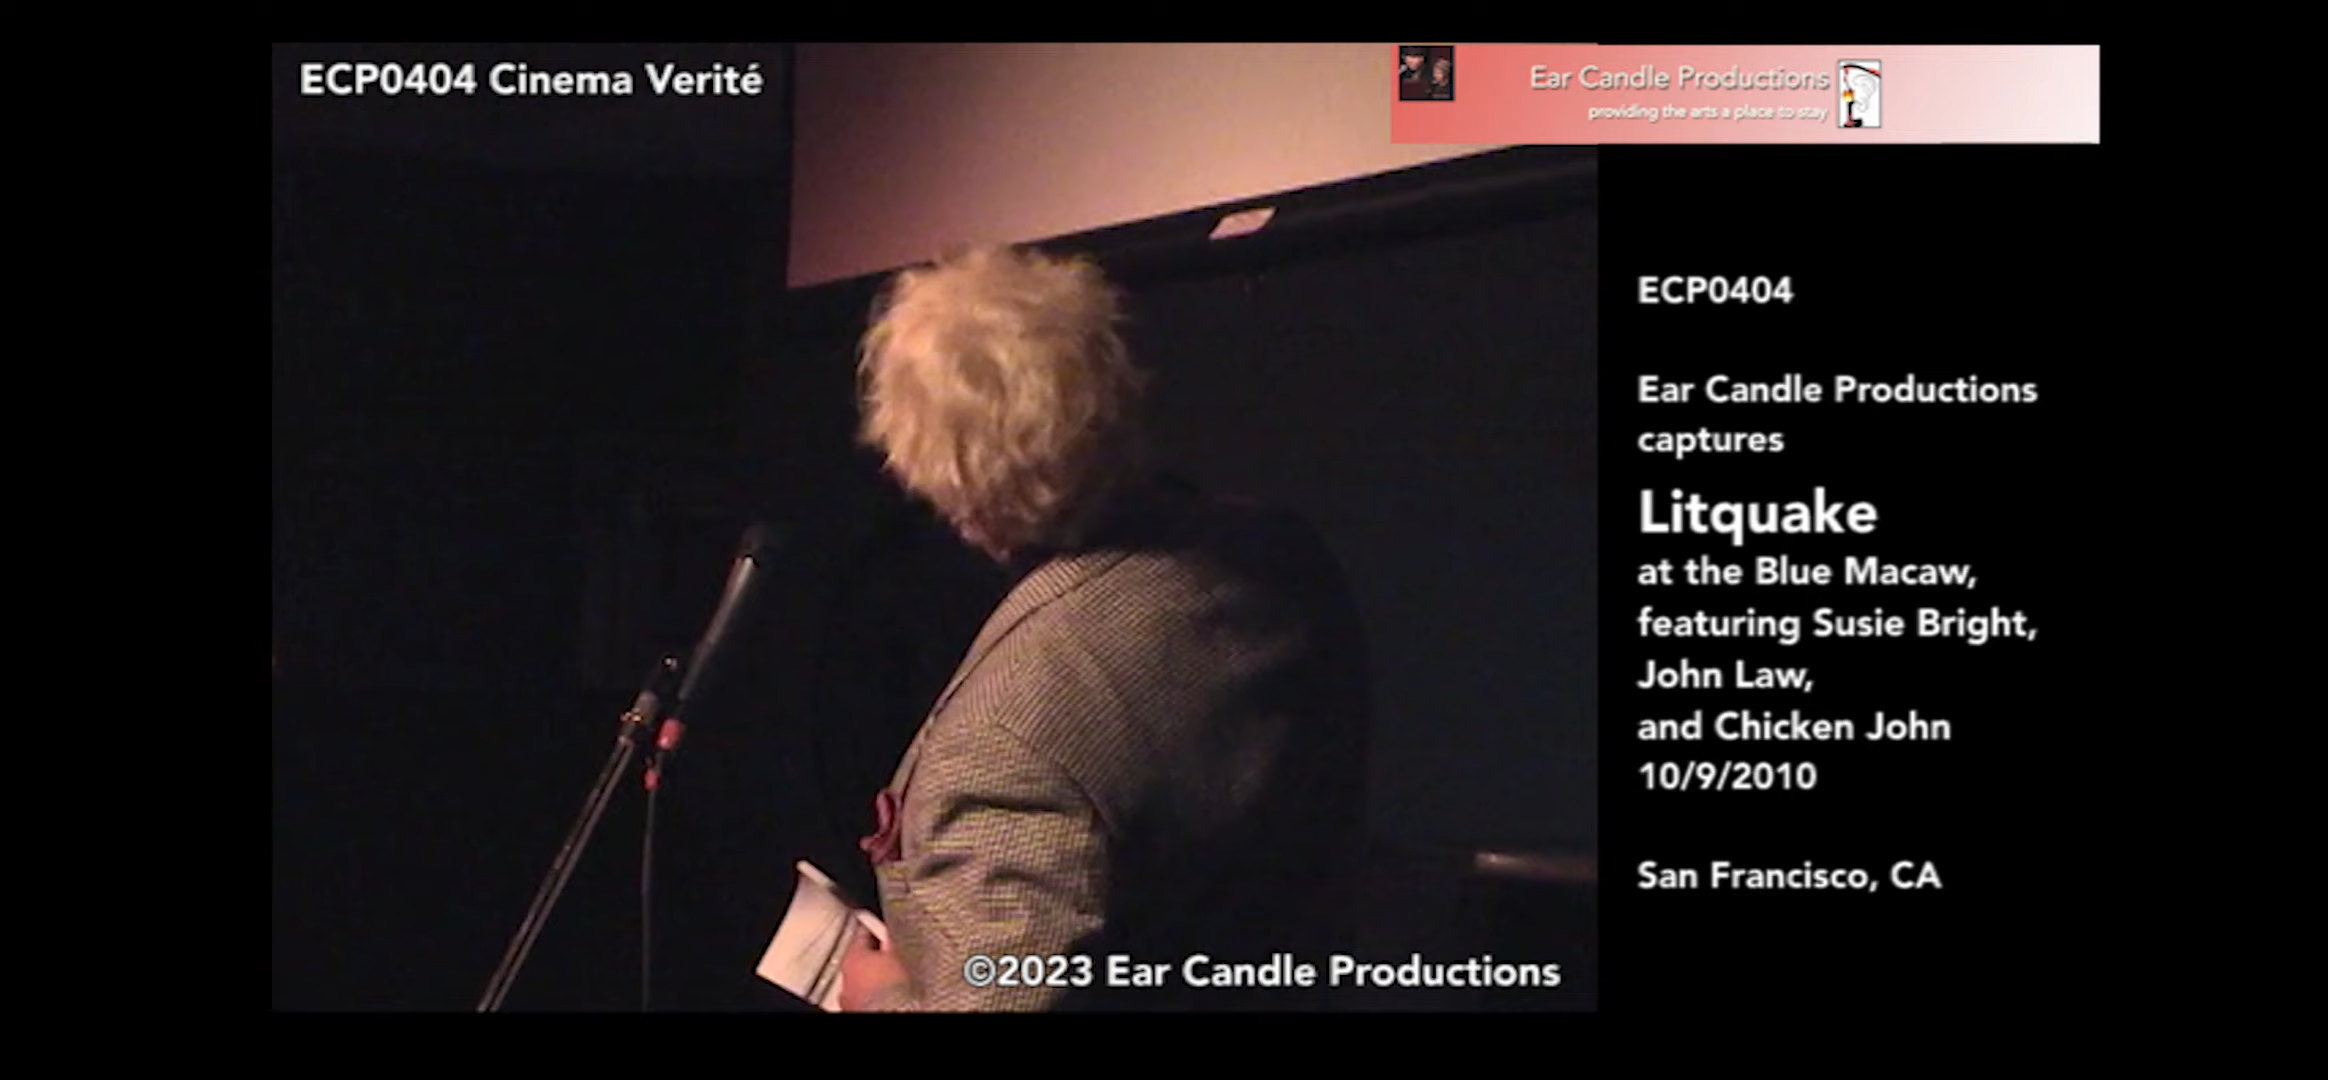 ECP0404 Cinema Verité
Ear Candle Productions
providing the arts a place to stay
ECP0404
Ear Candle Productions
captures
Litquake
at the Blue Macaw,
featuring Susie Bright,
John Law,
and Chicken John
10/9/2010
San Francisco, CA
©2023 Ear Candle Productions